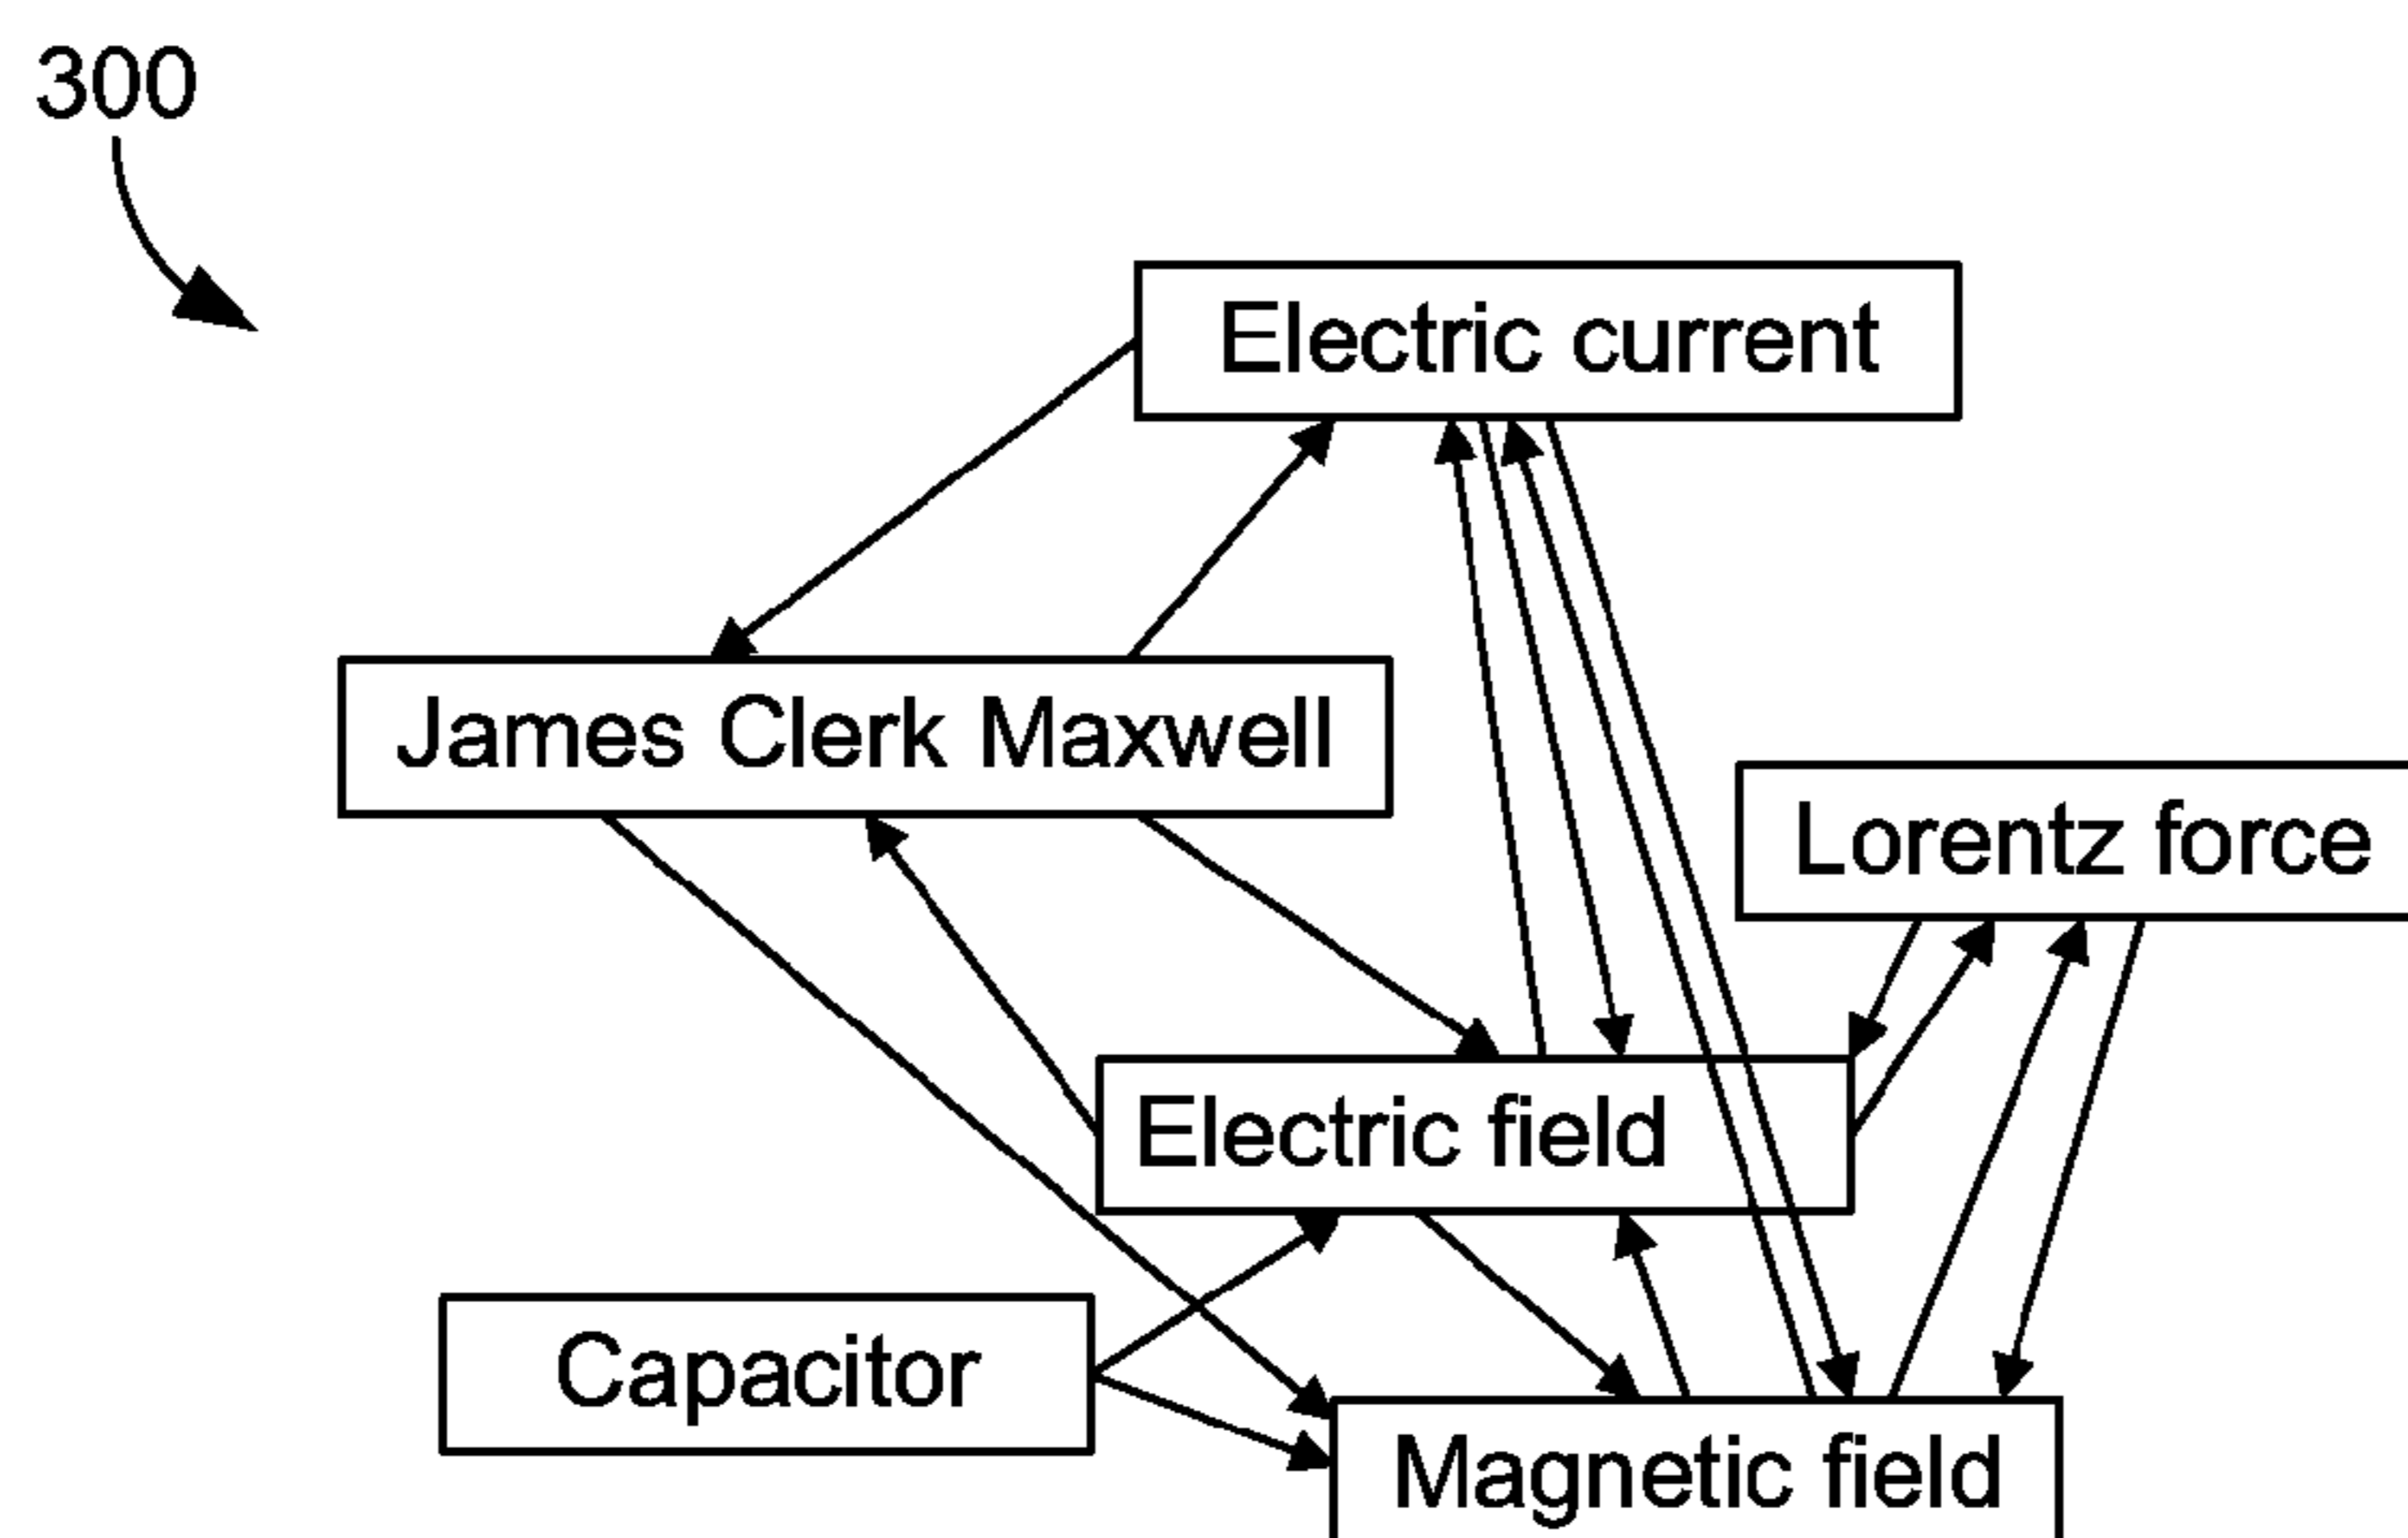 300
Electric current
James Clerk Maxwell
Lorentz force
Electric field
Capacitor
Magnetic field